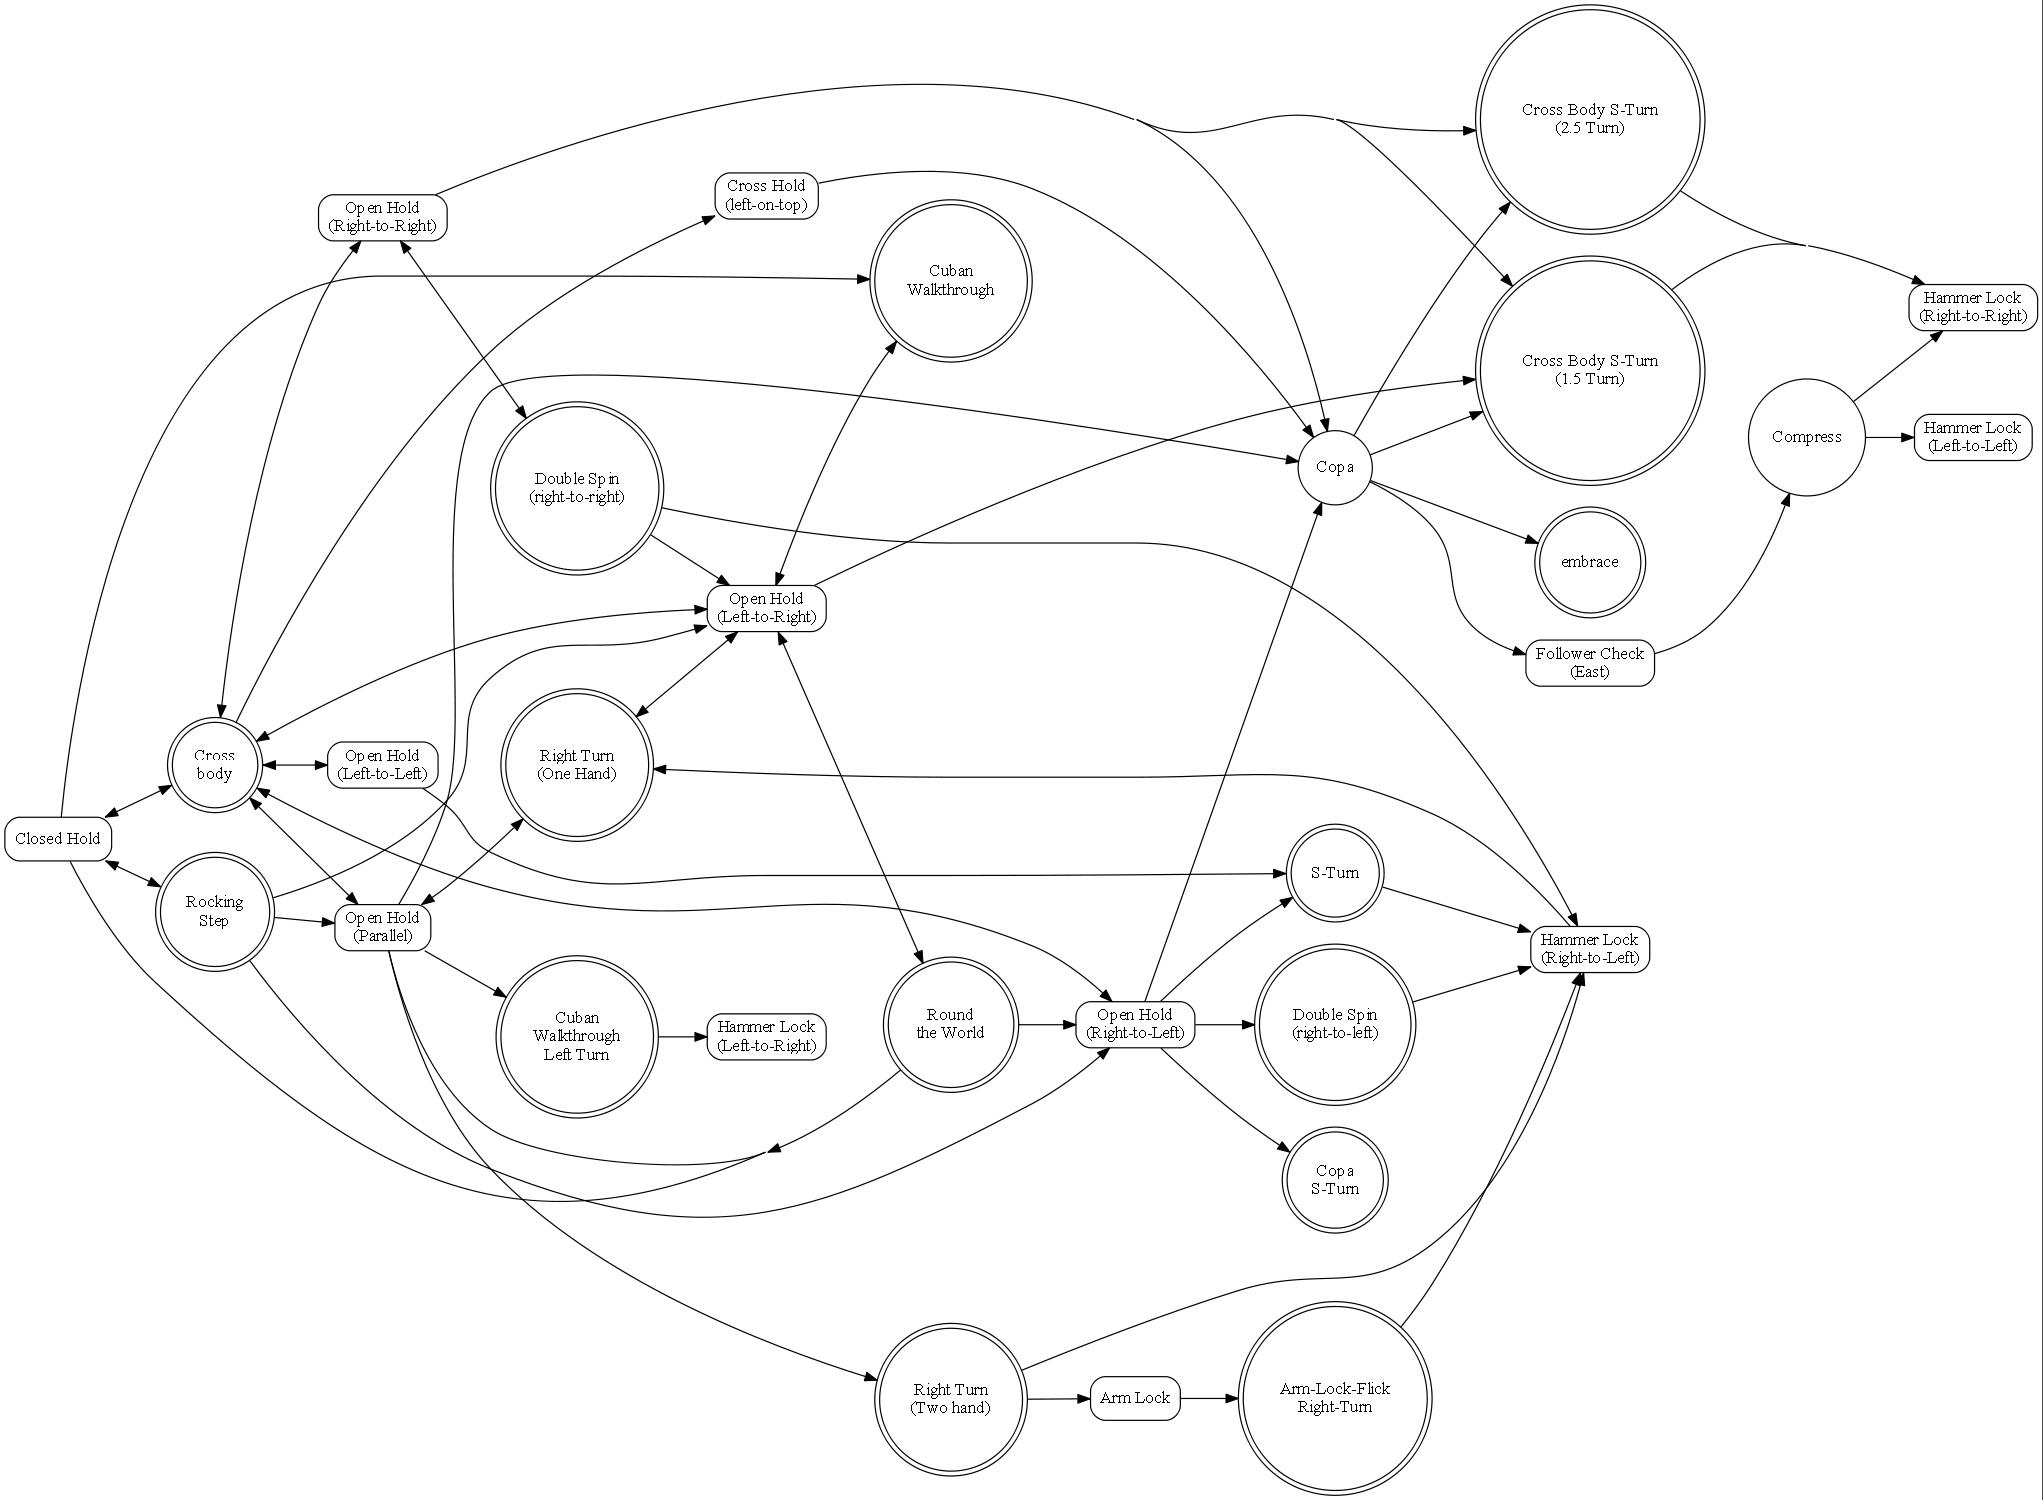 Cross Body S-Turn
(2.5 Turn)
Cross Hold
(left-on-top)
Open Hold
(Right-to-Right)
Cuban
Walkthrough
Hammer Lock
(Right-to-Right)
Cross Body S-Turn
(1.5 Turn)
Compress
Hammer Lock
(Left-to-Left)
Copa
Double Spin
(right-to-right)
embrace
Open Hold
(Left-to-Right)
Follower Check
(East)
Cross
body
Open Hold
(Left-to-Left)
Right Turn
(One Hand)
Closed Hold
S-Turn
Rocking
Step
Open Hold
(Parallel)
Hammer Lock
(Right-to-Left)
Cuban
Walkthrough
Left Turn
Hammer Lock
(Left-to-Right)
Round
the World
Open Hold
(Right-to-Left)
Double Spin
(right-to-left)
Copa
S-Turn
Right Turn
(Two hand)
Arm Lock
Arm-Lock-Flick
Right-Turn